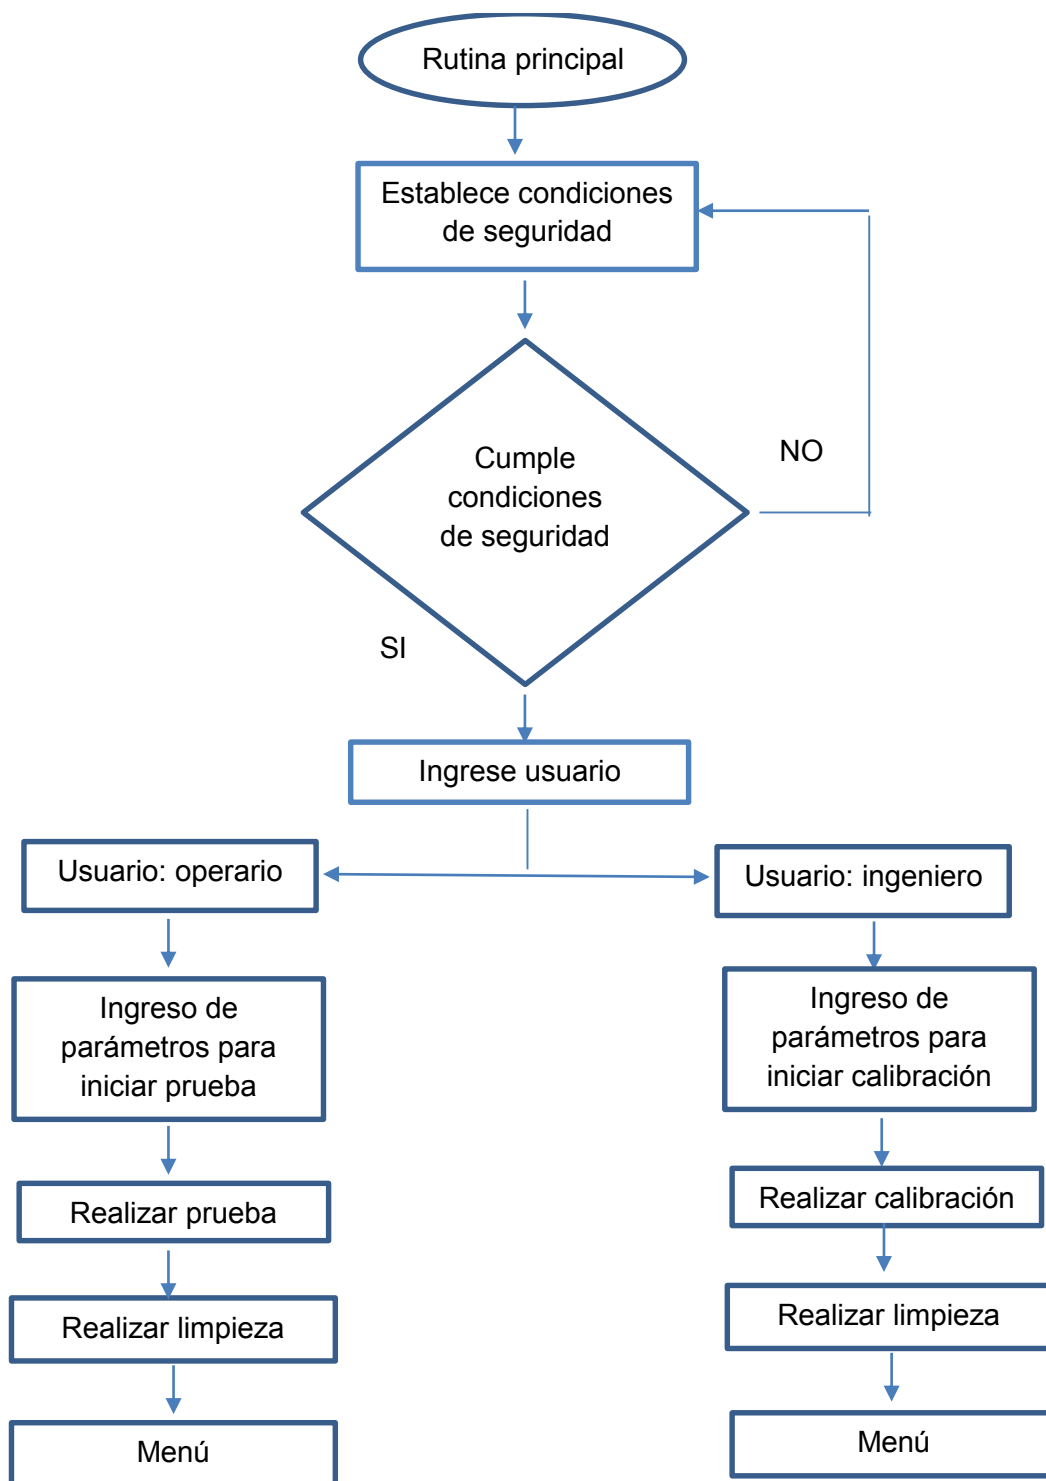 Rutina principal
Establece condiciones
de seguridad
Cumple
condiciones
de seguridad
NO
SI
Ingrese usuario
Usuario: operario
Usuario: ingeniero
Ingreso de
parámetros para
iniciar prueba
Ingreso de
parámetros para
iniciar calibración
Realizar prueba
Realizar calibración
Realizar limpieza
Realizar limpieza
Menú
Menú